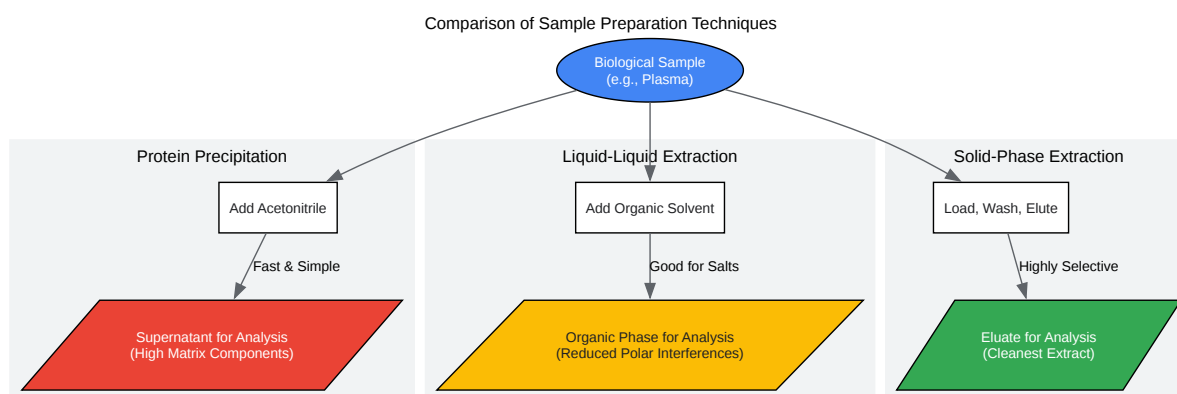 Comparison of Sample Preparation Techniques
Biological Sample
(e.g., Plasma)
Protein Precipitation
Add Acetonitrile
Fast & Simple
Supernatant for Analysis
(High Matrix Components)
Liquid-Liquid Extraction
Add Organic Solvent
Good for Salts
Organic Phase for Analysis
(Reduced Polar Interferences)
Solid-Phase Extraction
Load, Wash, Elute
Highly Selective
Eluate for Analysis
(Cleanest Extract)